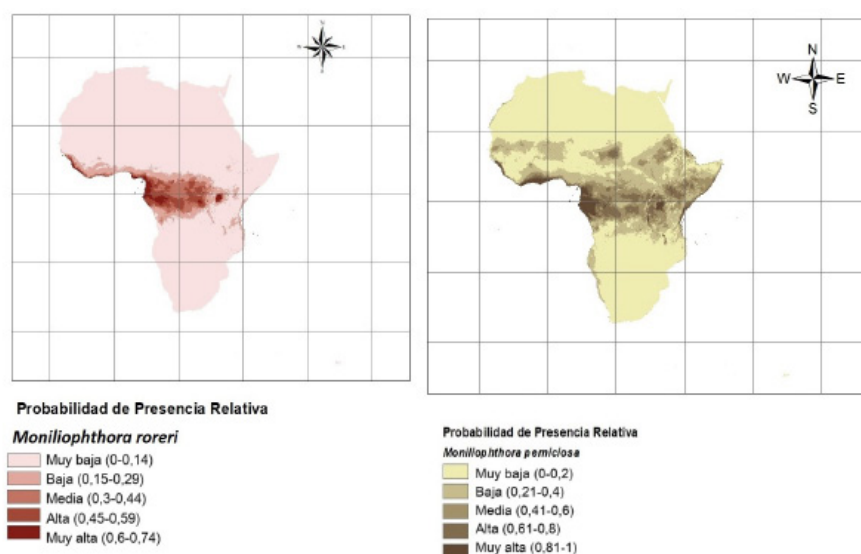 N
W E
S
Probabilidad de Presencia Relativa
Moniliophthora roreri
Muy baja (0-0,14)
Baja (0,15-0,29)
Media (0,3-0,44)
Alta (0,45-0,59)
Muy alta (0,6-0,74)
Probabilidad de Presencia Relativa
Moniliophthora perniciosa
Muy baja (0-0,2)
Baja (0,21-0,4)
Media (0,41-0,6)
Alta (0,61-0,8)
Muy alta (0,81-1)